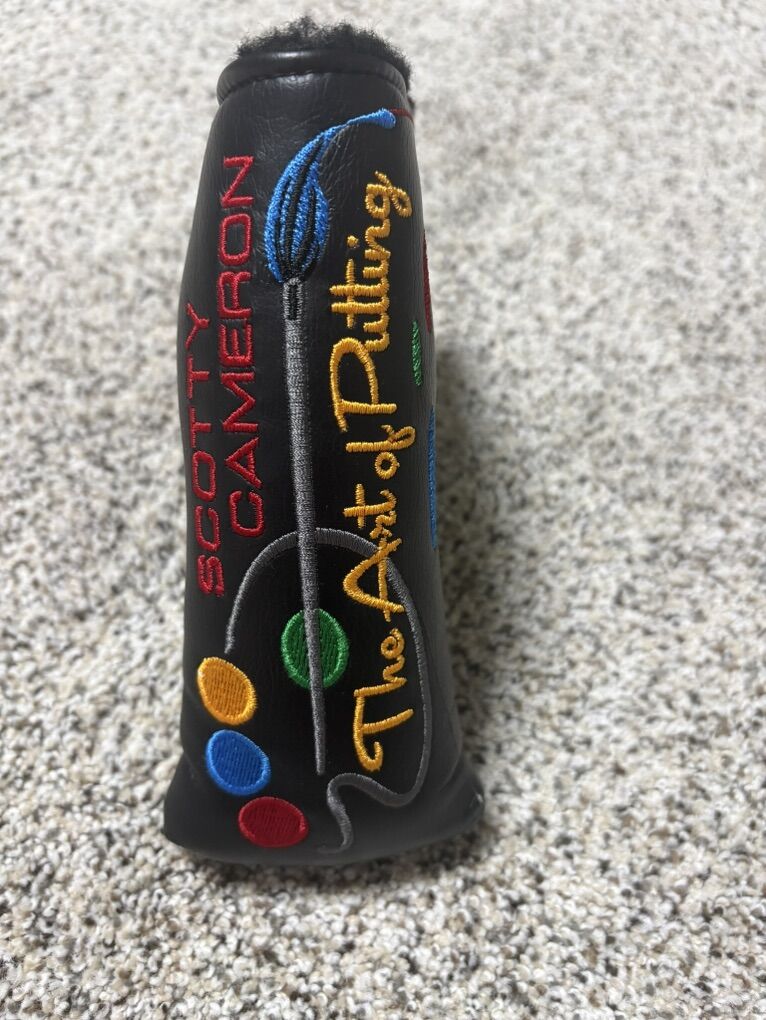 SCOTTY
CAMERON
The Art of Putting